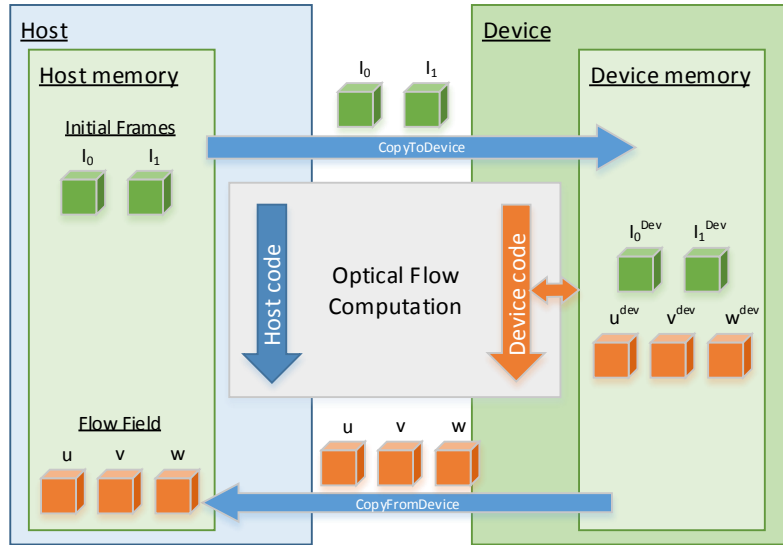 Host
Device
Host memory
I₀ I₁
Device memory
Initial Frames
CopyToDevice
I₀ I₁
Host code
Optical Flow
Computation
Device code
I₀ᴰᵉᵛ I₁ᴰᵉᵛ
uᵈᵉᵛ vᵈᵉᵛ wᵈᵉᵛ
Flow Field
u v w
u v w
CopyFromDevice